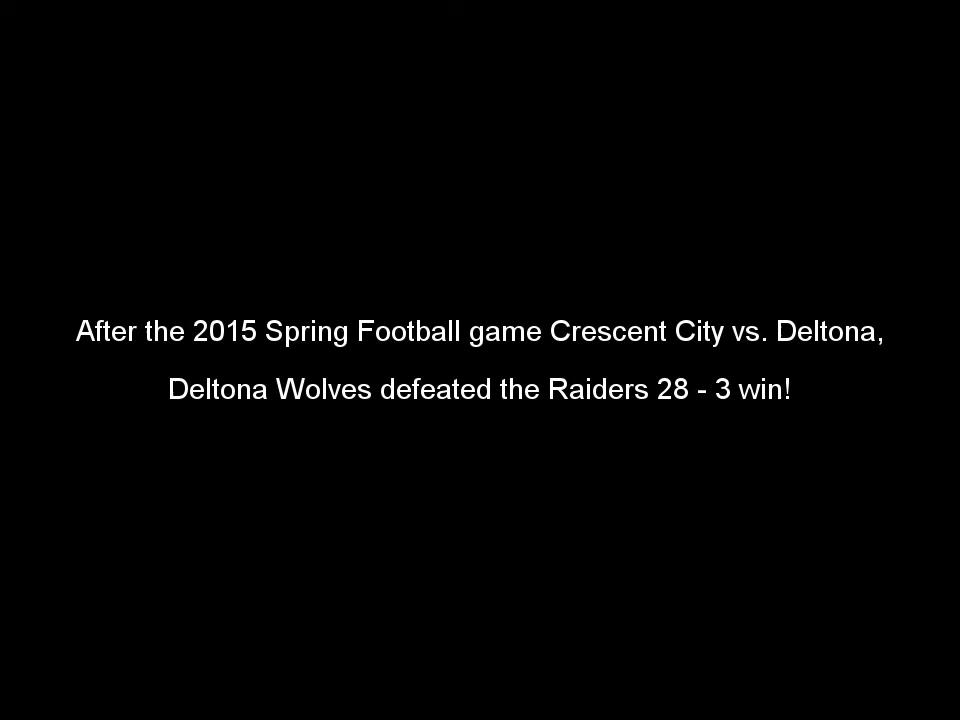 After the 2015 Spring Football game Crescent City vs. Deltona,
Deltona Wolves defeated the Raiders 28 - 3 win!